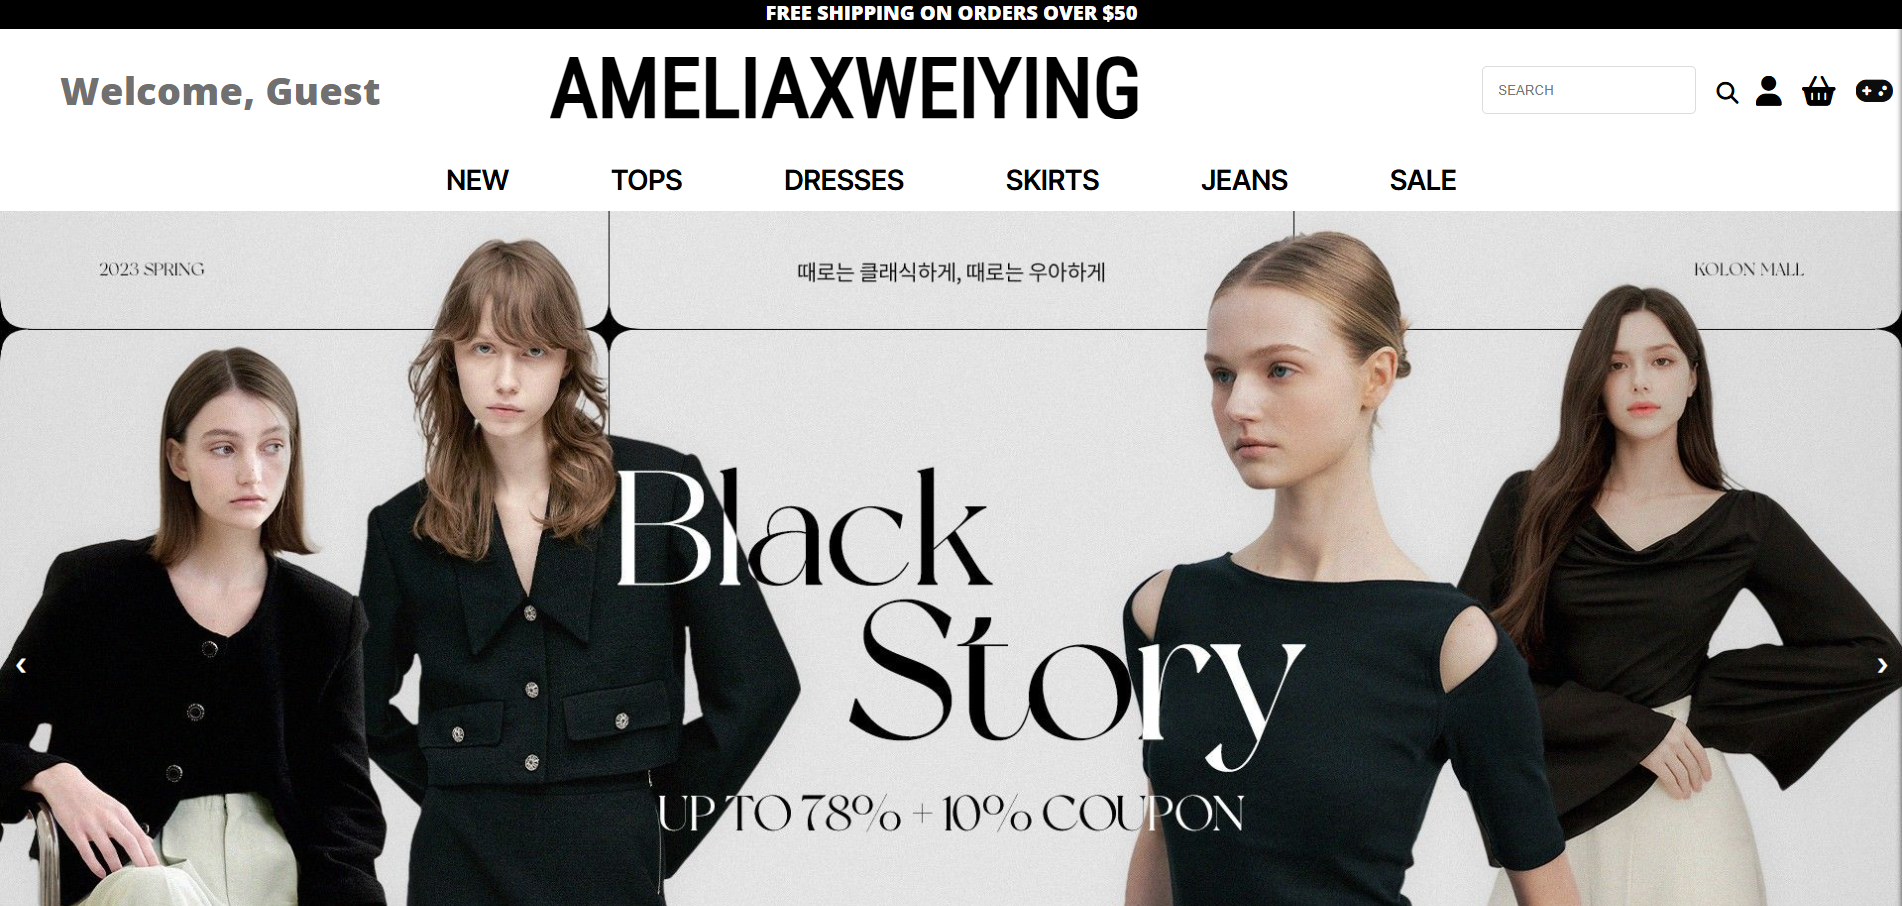 FREE SHIPPING ON ORDERS OVER $50
Welcome, Guest
AMELIAXWEIYING
SEARCH
NEW TOPS DRESSES SKIRTS JEANS SALE
2023 SPRING
때로는 클래식하게, 때로는 우아하게
KOLON MALL
Black
Story
UP TO 78% + 10% COUPON